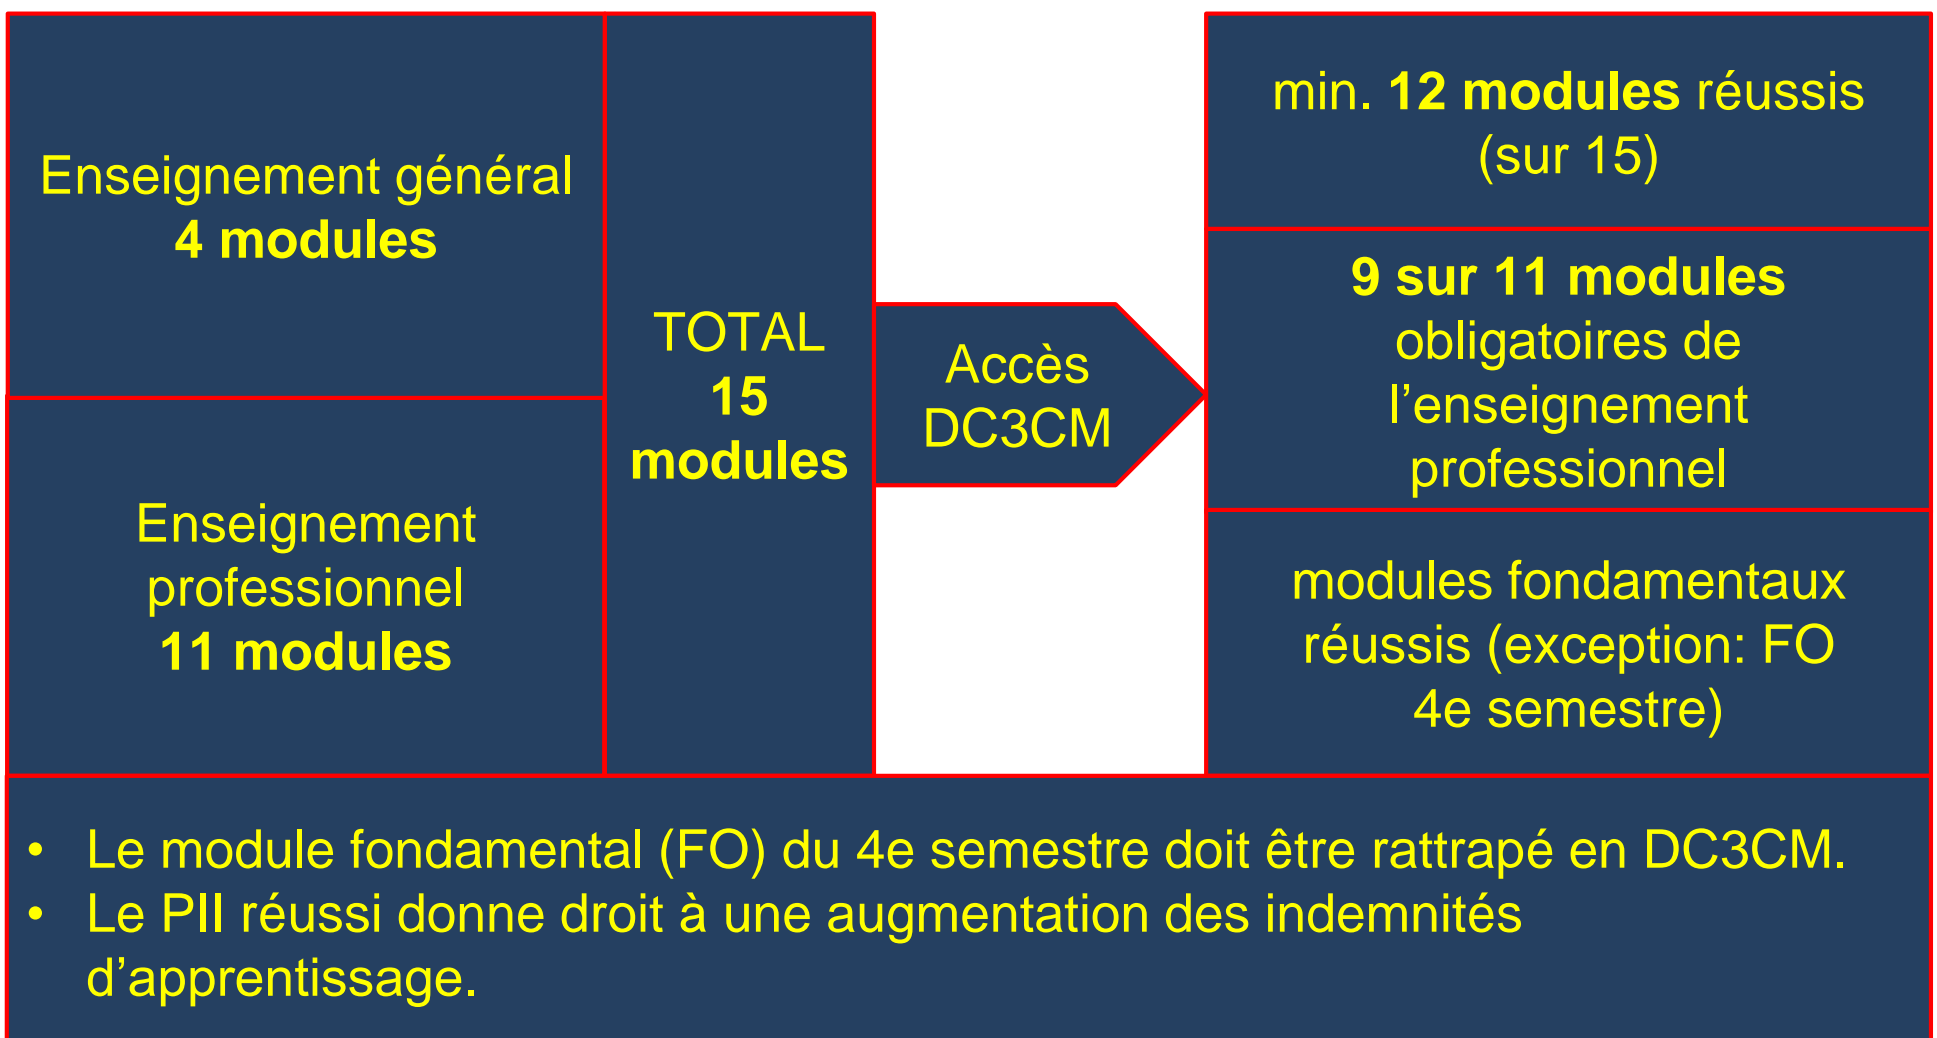 Enseignement général
4 modules
Enseignement
professionnel
11 modules
TOTAL
15
modules
Accès
DC3CM
min. 12 modules réussis
(sur 15)
9 sur 11 modules
obligatoires de
l’enseignement
professionnel
modules fondamentaux
réussis (exception: FO
4e semestre)
• Le module fondamental (FO) du 4e semestre doit être rattrapé en DC3CM.
• Le PII réussi donne droit à une augmentation des indemnités
d’apprentissage.